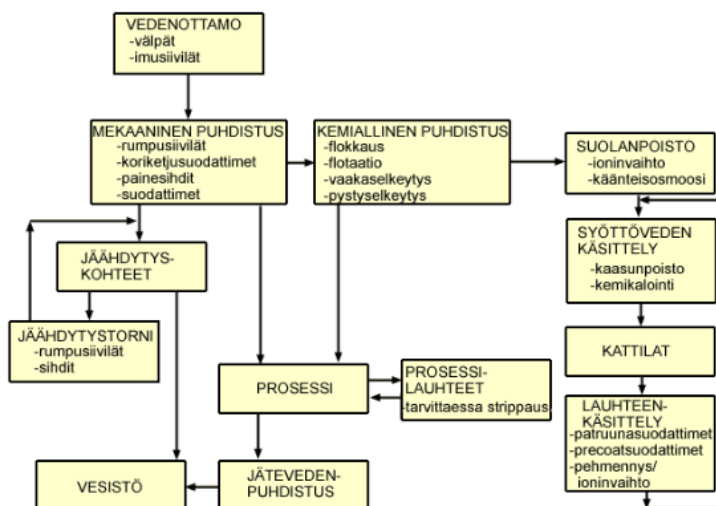 VEDENOTTAMO
-välpät
-imusiivilät
MEKAANINEN PUHDISTUS
-rumpusiivilät
-koriketjusuodattimet
-painesihdit
-suodattimet
KEMIALLINEN PUHDISTUS
-flokkaus
-flotaatio
-vaakaselkeytys
-pystyselkeytys
SUOLANPOISTO
-ioninvaihto
-käänteisosmoosi
SYÖTTÖVEDEN
KÄSITTELY
-kaasunpoisto
-kemikalointi
JÄÄHDYTYS-
KOHTEET
JÄÄHDYTYSTORNI
-rumpusiivilät
-sihdit
KATTILAT
PROSESSI
PROSESSI-
LAUHTEET
-tarvittaessa strippaus
LAUHTEEN-
KÄSITTELY
-patruunasuodattimet
-precoatsuodattimet
-pehmennys/
ioninvaihto
VESISTÖ
JÄTEVEDEN-
PUHDISTUS